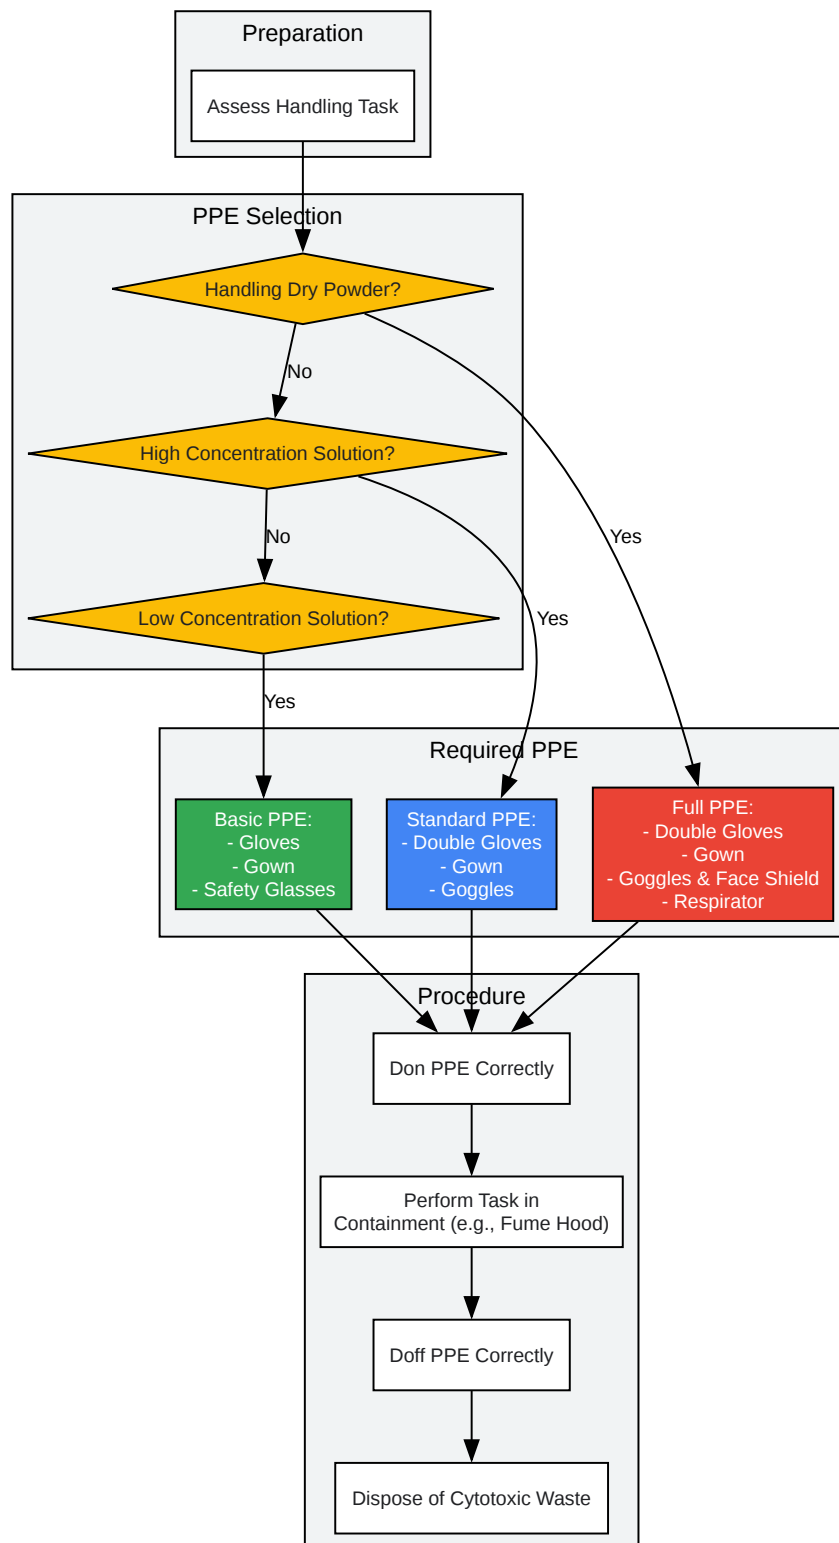 Preparation
Assess Handling Task
PPE Selection
Handling Dry Powder?
No
High Concentration Solution?
No
Yes
Low Concentration Solution?
Yes
Yes
Required PPE
Basic PPE:
- Gloves
- Gown
- Safety Glasses
Standard PPE:
- Double Gloves
- Gown
- Goggles
Full PPE:
- Double Gloves
- Gown
- Goggles & Face Shield
- Respirator
Procedure
Don PPE Correctly
Perform Task in
Containment (e.g., Fume Hood)
Doff PPE Correctly
Dispose of Cytotoxic Waste